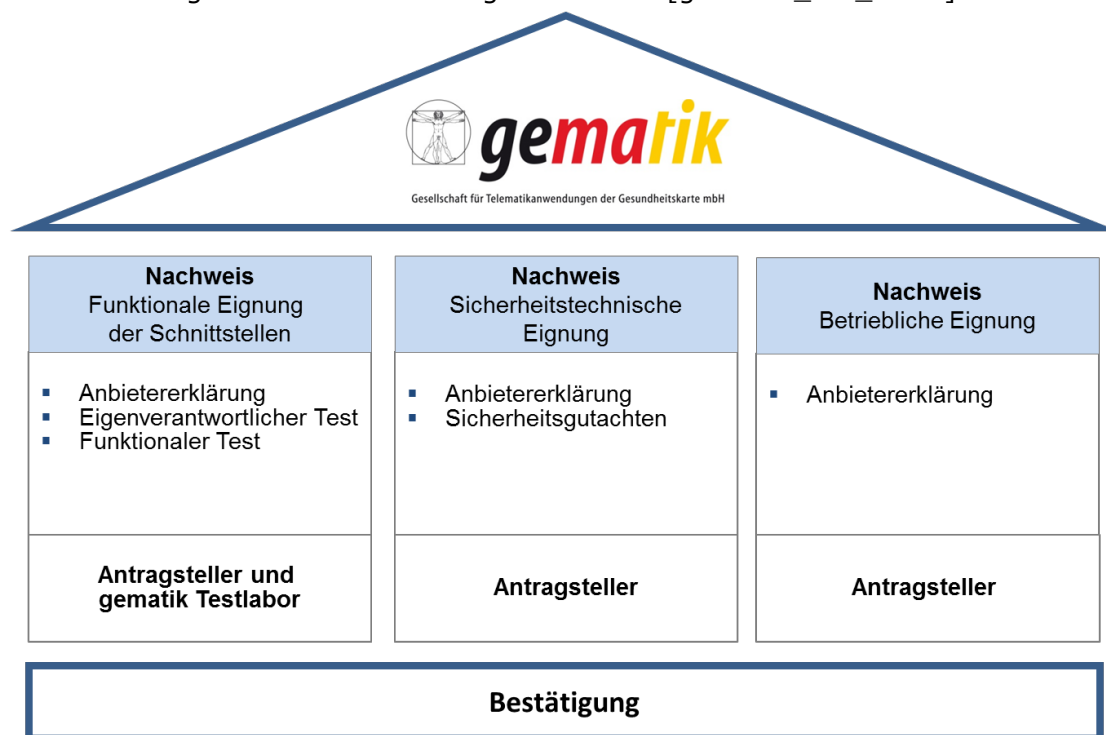 gematik
Gesellschaft für Telematikanwendungen der Gesundheitskarte mbH
Nachweis
Funktionale Eignung
der Schnittstellen
Anbietererklärung
Eigenverantwortlicher Test
Funktionaler Test
Antragsteller und
gematik Testlabor
Nachweis
Sicherheitstechnische
Eignung
Anbietererklärung
Sicherheitsgutachten
Antragsteller
Nachweis
Betriebliche Eignung
Anbietererklärung
Antragsteller
Bestätigung